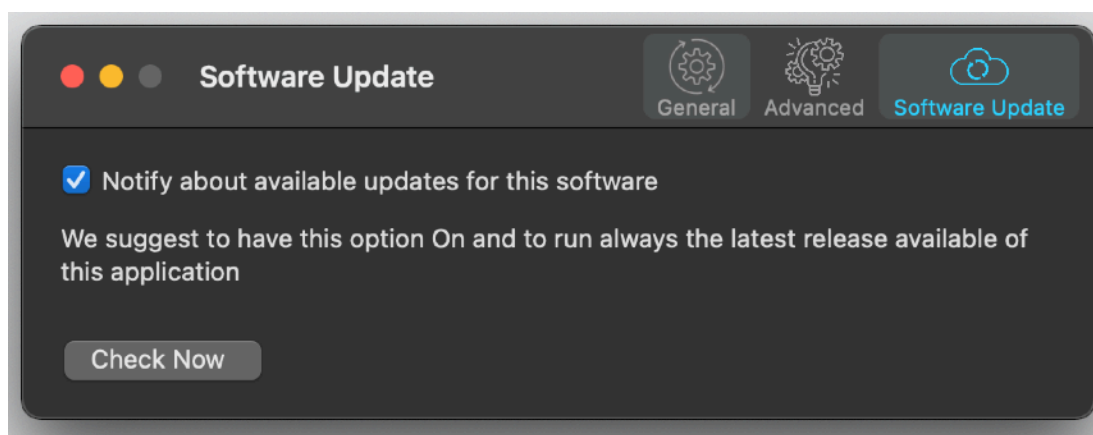 Software Update
General
Advanced
Software Update
Notify about available updates for this software
We suggest to have this option On and to run always the latest release available of
this application
Check Now